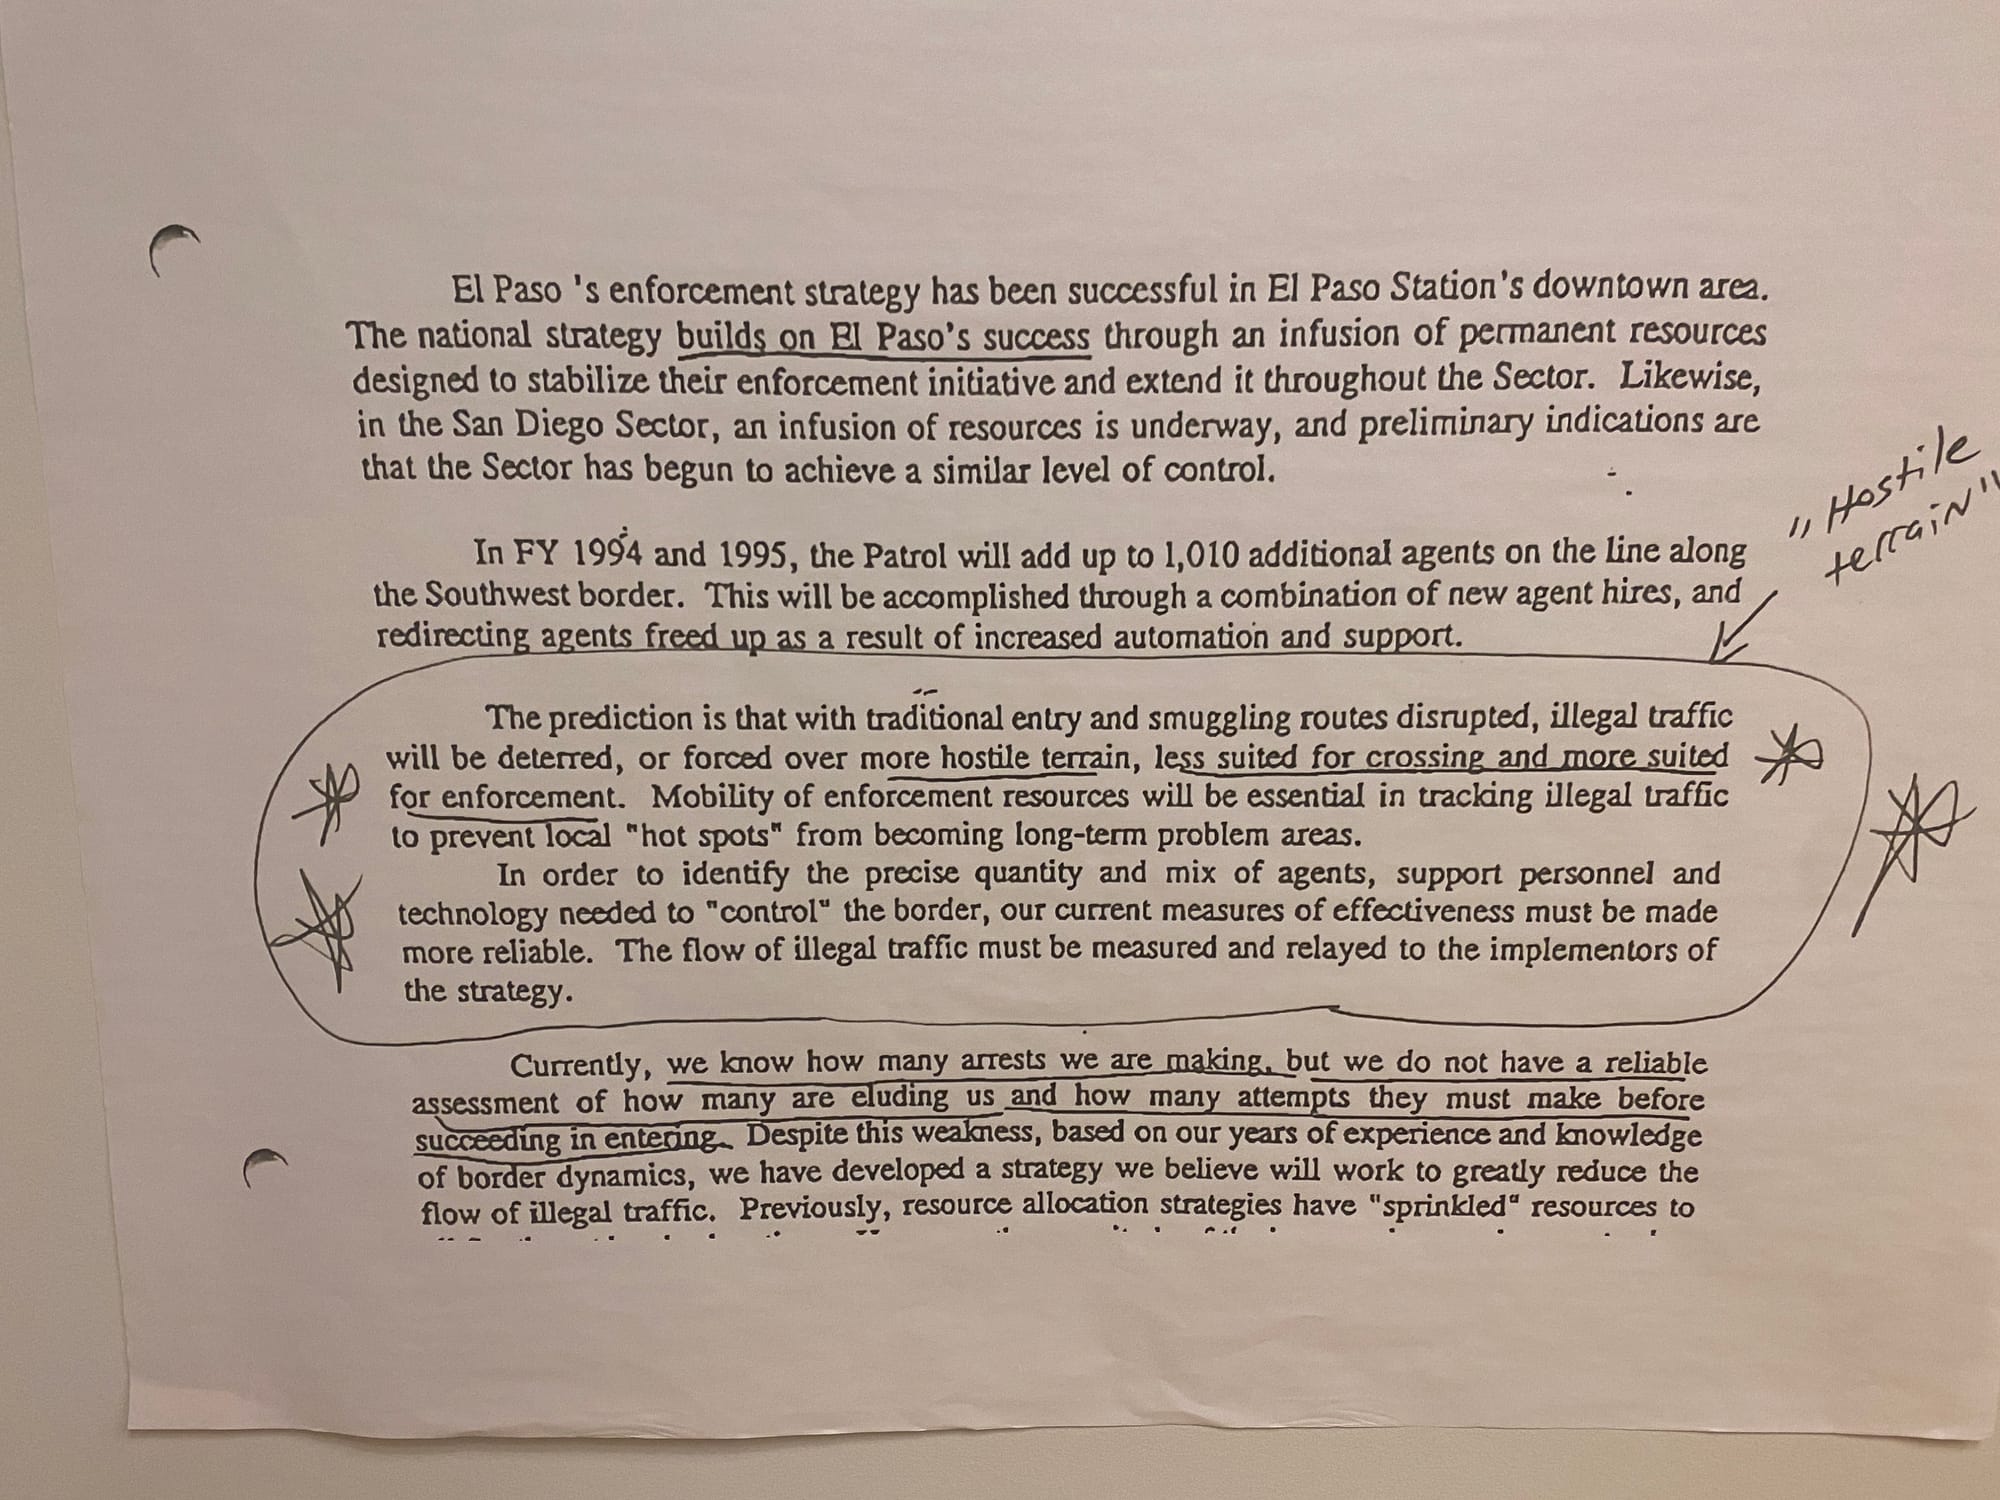 El Paso 's enforcement strategy has been successful in El Paso Station's downtown area.
The national strategy builds on El Paso's success through an infusion of permanent resources
designed to stabilize their enforcement initiative and extend it throughout the Sector. Likewise,
in the San Diego Sector, an infusion of resources is underway, and preliminary indications are
that the Sector has begun to achieve a similar level of control.
"Hostile
terrain"
In FY 1994 and 1995, the Patrol will add up to 1,010 additional agents on the line along
the Southwest border. This will be accomplished through a combination of new agent hires, and
redirecting agents freed up as a result of increased automation and support.
The prediction is that with traditional entry and smuggling routes disrupted, illegal traffic
will be deterred, or forced over more hostile terrain, less suited for crossing and more suited
for enforcement. Mobility of enforcement resources will be essential in tracking illegal traffic
to prevent local "hot spots" from becoming long-term problem areas.
In order to identify the precise quantity and mix of agents, support personnel and
technology needed to "control" the border, our current measures of effectiveness must be made
more reliable. The flow of illegal traffic must be measured and relayed to the implementors of
the strategy.
Currently, we know how many arrests we are making, but we do not have a reliable
assessment of how many are eluding us and how many attempts they must make before
succeeding in entering. Despite this weakness, based on our years of experience and knowledge
of border dynamics, we have developed a strategy we believe will work to greatly reduce the
flow of illegal traffic. Previously, resource allocation strategies have "sprinkled" resources to